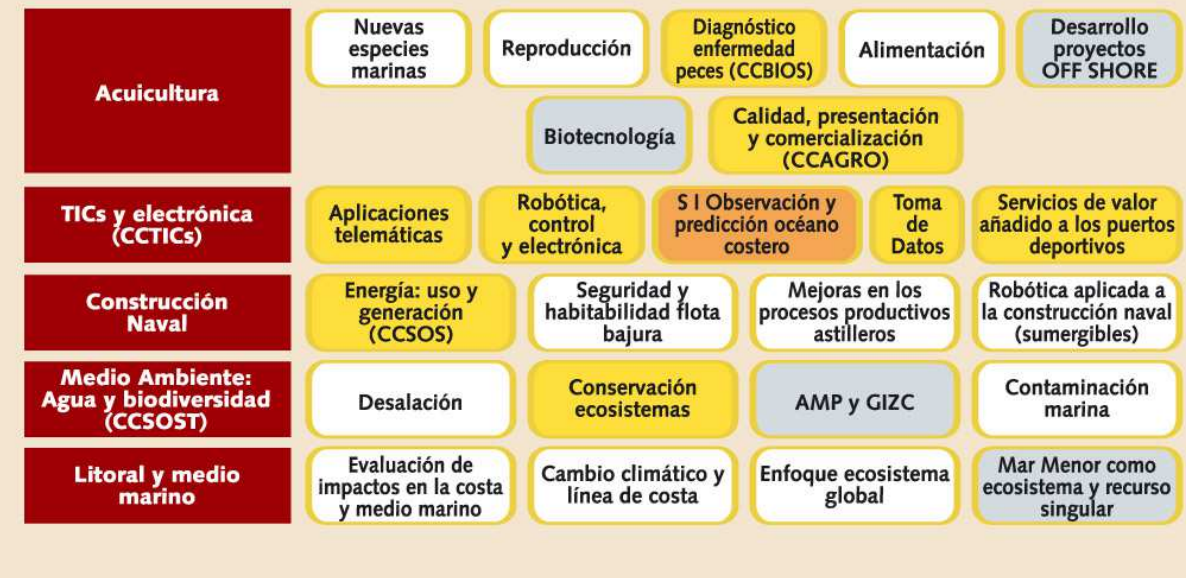 Acuicultura
Nuevas
especies
marinas
Reproducción
Diagnóstico
enfermedad
peces (CCBIOS)
Alimentación
Desarrollo
proyectos
OFF SHORE
Biotecnología
Calidad, presentación
y comercialización
(CCAGRO)
TICs y electrónica
(CCTICs)
Aplicaciones
telemáticas
Robótica,
control
y electrónica
S I Observación y
predicción océano
costero
Toma
de
Datos
Servicios de valor
añadido a los puertos
deportivos
Construcción
Naval
Energía: uso y
generación
(CCSOS)
Seguridad y
habitabilidad flota
bajura
Mejoras en los
procesos productivos
astilleros
Robótica aplicada a
la construcción naval
(sumergibles)
Medio Ambiente:
Agua y biodiversidad
(CCSOST)
Desalación
Conservación
ecosistemas
AMP y GIZC
Contaminación
marina
Litoral y medio
marino
Evaluación de
impactos en la costa
y medio marino
Cambio climático y
línea de costa
Enfoque ecosistema
global
Mar Menor como
ecosistema y recurso
singular